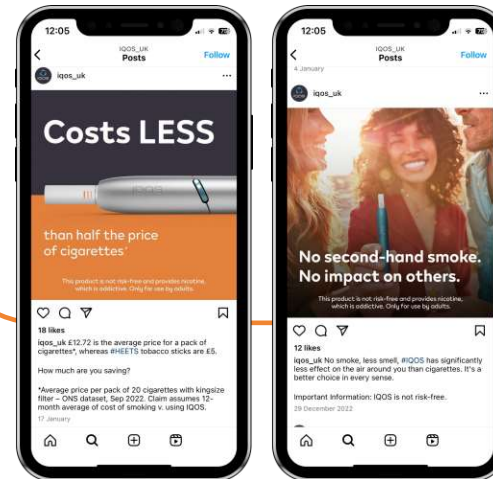 12:05
IQOS_UK
Posts
Follow
iqos_uk
Costs LESS
IQOS
than half the price
of cigarettes*
This product is not risk-free and provides nicotine,
which is addictive. Only for use by adults.
18 likes
iqos_uk £12.72 is the average price for a pack of
cigarettes*, whereas #HEETS tobacco sticks are £5.
How much are you saving?
*Average price per pack of 20 cigarettes with kingsize
filter – ONS dataset, Sep 2022. Claim assumes 12-
month average of cost of smoking v. using IQOS.
17 January
12:05
IQOS_UK
Posts
Follow
4 January
iqos_uk
No second-hand smoke.
No impact on others.
This product is not risk-free and provides nicotine,
which is addictive. Only for use by adults.
12 likes
iqos_uk No smoke, less smell, #IQOS has significantly
less effect on the air around you than cigarettes. It's a
better choice in every sense.
Important Information: IQOS is not risk-free.
29 December 2022